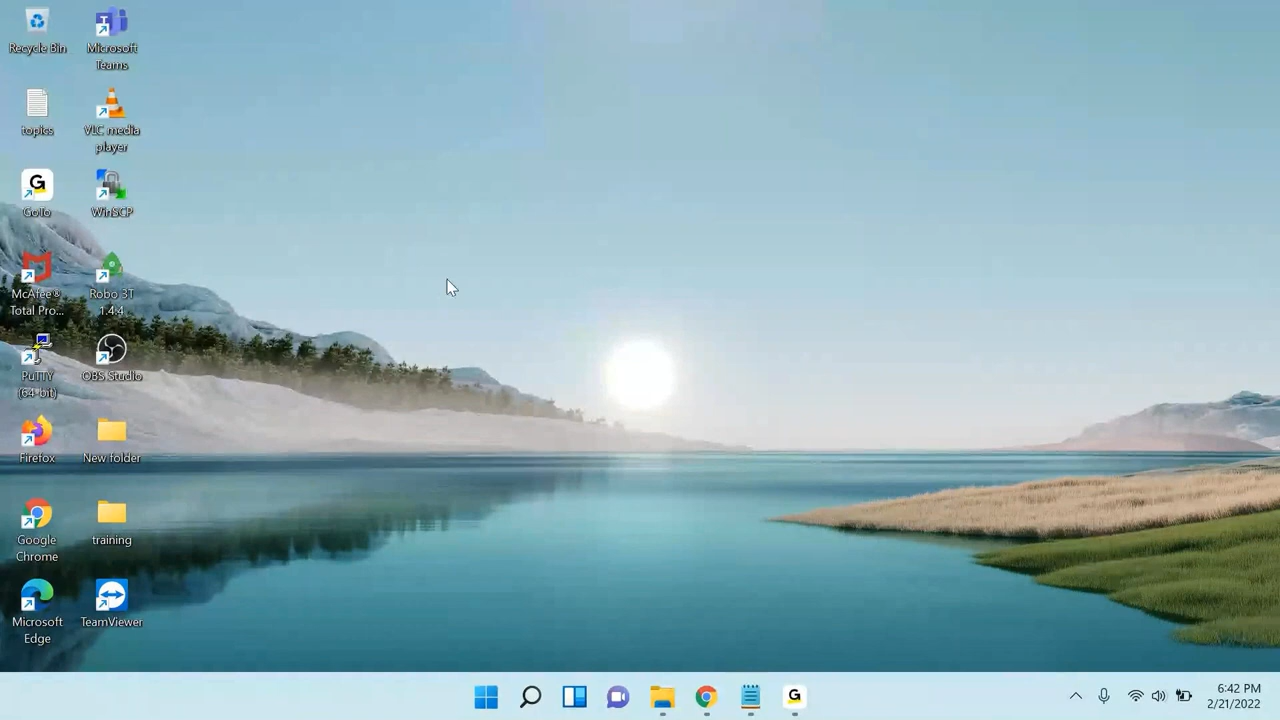 Recycle Bin
Microsoft
Teams
topics
VLC media
player
G
GoTo
WinSCP
McAfee®
Total Pro...
Robo 3T
1.4.4
PuTTY
(64-bit)
OBS Studio
Firefox
New folder
Google
Chrome
training
Microsoft
Edge
TeamViewer
G
6:42 PM
2/21/2022